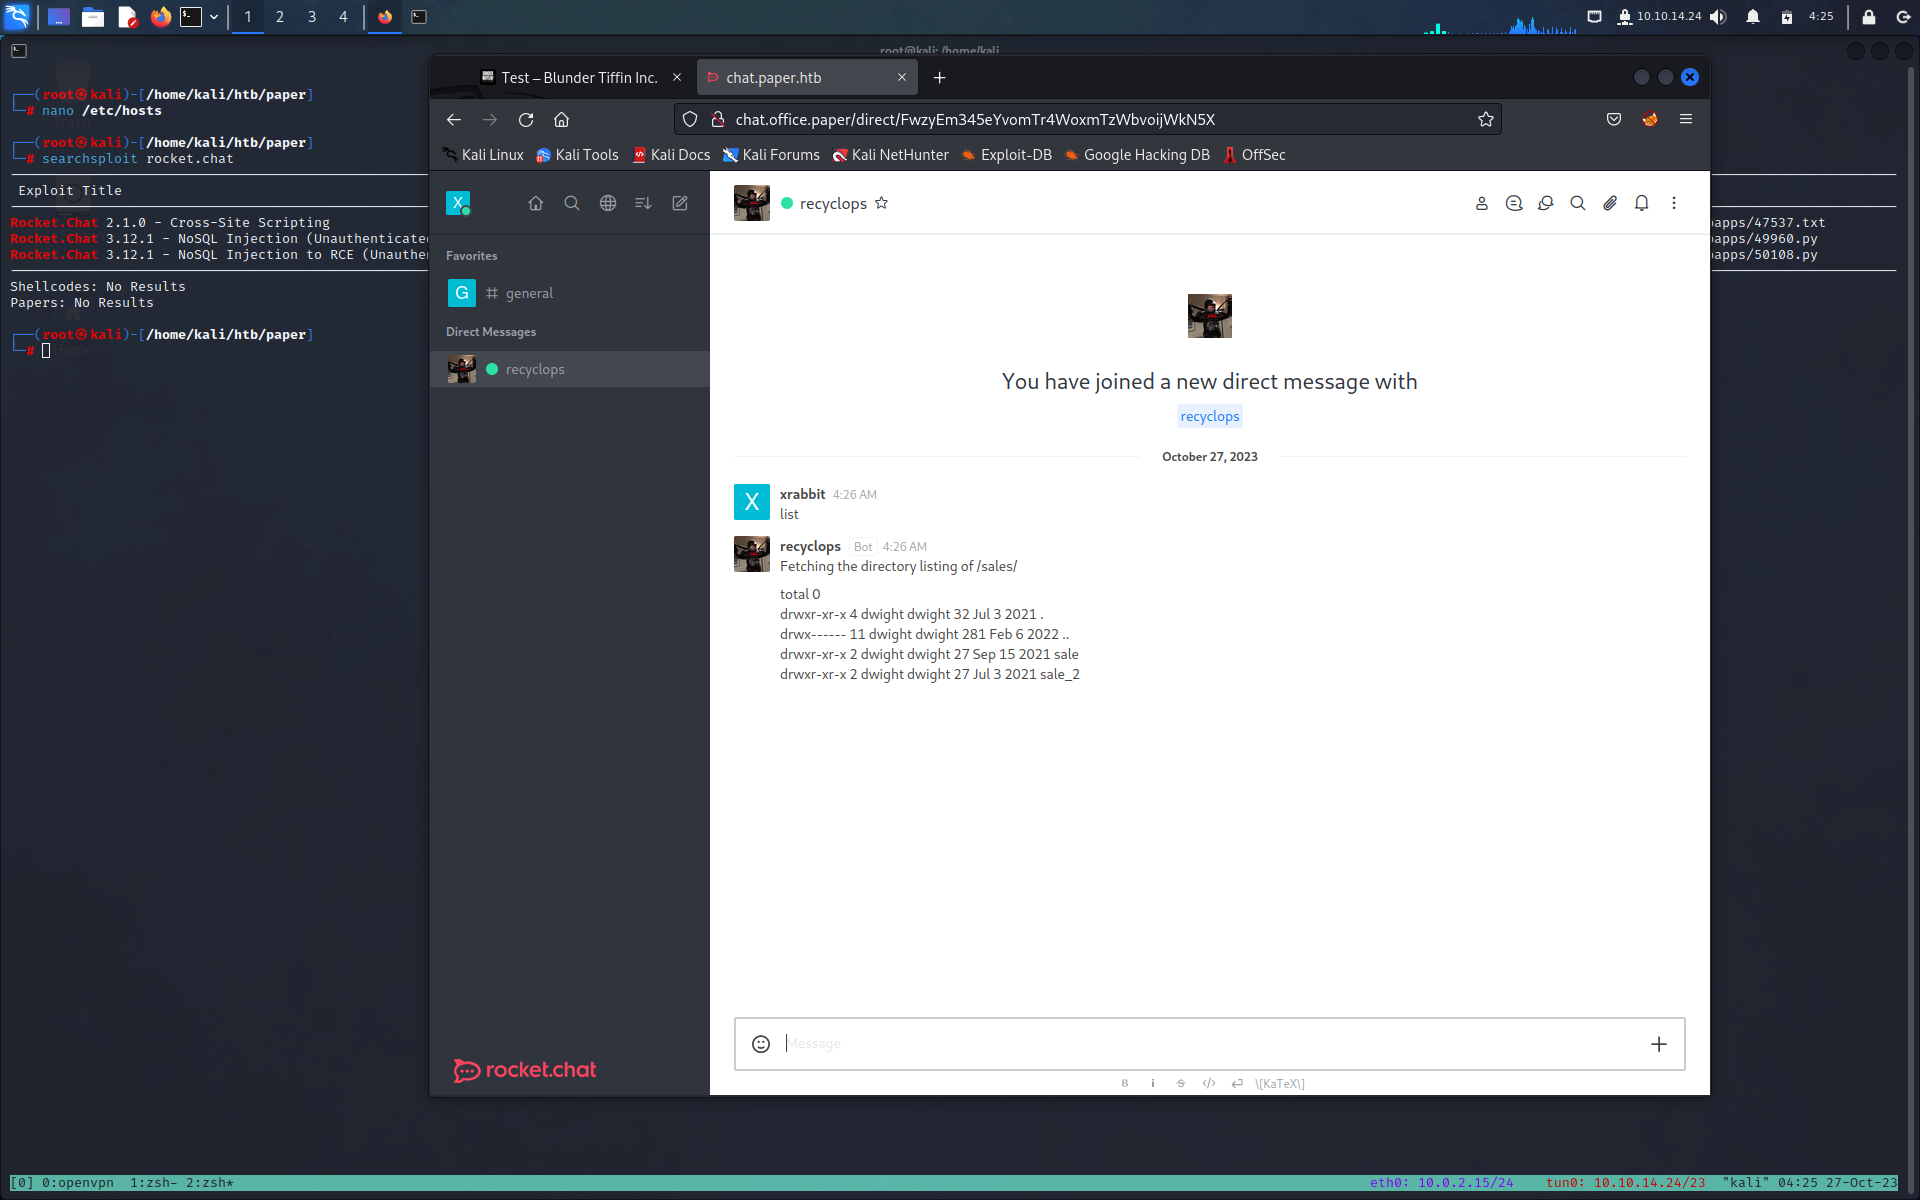 1 2 3 4 10.10.14.24 4:25
root@kali: /home/kali
┌──(root㉿kali)-[/home/kali/htb/paper]
└─# nano /etc/hosts
┌──(root㉿kali)-[/home/kali/htb/paper]
└─# searchsploit rocket.chat
Exploit Title
Rocket.Chat 2.1.0 - Cross-Site Scripting
Rocket.Chat 3.12.1 - NoSQL Injection (Unauthenticated
Rocket.Chat 3.12.1 - NoSQL Injection to RCE (Unauthen
apps/47537.txt
apps/49960.py
apps/50108.py
Shellcodes: No Results
Papers: No Results
┌──(root㉿kali)-[/home/kali/htb/paper]
└─#
Home
Test – Blunder Tiffin Inc.
chat.paper.htb
chat.office.paper/direct/FwzyEm345eYvomTr4WoxmTzWbvoijWkN5X
Kali Linux Kali Tools Kali Docs Kali Forums Kali NetHunter Exploit-DB Google Hacking DB OffSec
X
Favorites
G # general
Direct Messages
recyclops
rocket.chat
recyclops
You have joined a new direct message with
recyclops
October 27, 2023
X
xrabbit 4:26 AM
list
recyclops Bot 4:26 AM
Fetching the directory listing of /sales/
total 0
drwxr-xr-x 4 dwight dwight 32 Jul 3 2021 .
drwx------ 11 dwight dwight 281 Feb 6 2022 ..
drwxr-xr-x 2 dwight dwight 27 Sep 15 2021 sale
drwxr-xr-x 2 dwight dwight 27 Jul 3 2021 sale_2
Message
B i S </> \[KaTeX\]
[0] 0:openvpn 1:zsh- 2:zsh* eth0: 10.0.2.15/24 tun0: 10.10.14.24/23 "kali" 04:25 27-Oct-23